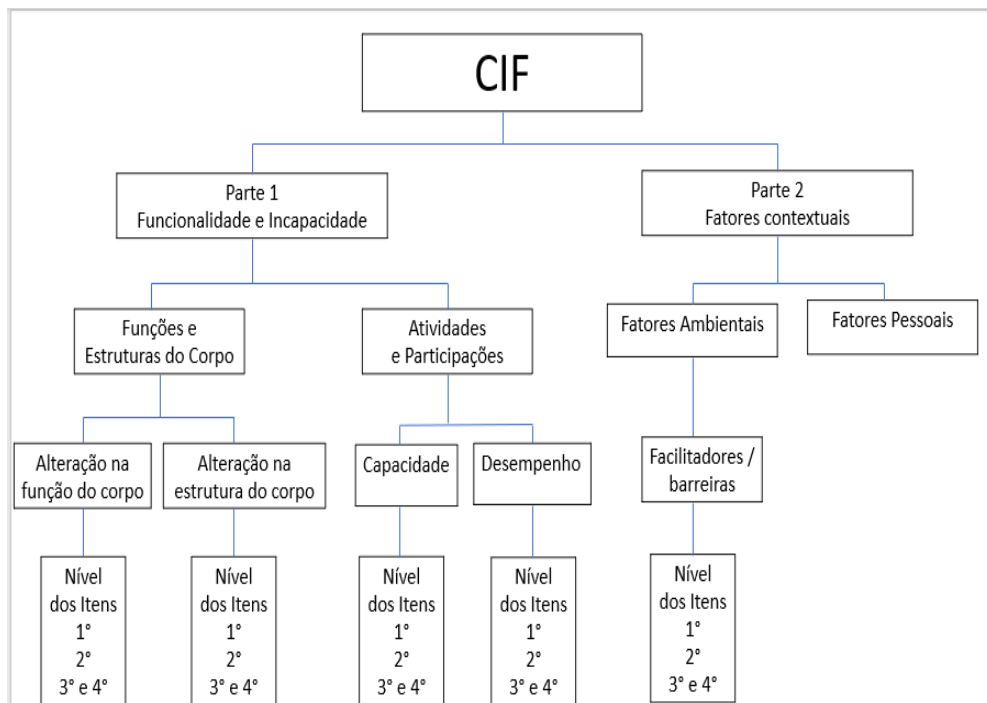 CIF
Parte 1
Funcionalidade e Incapacidade
Parte 2
Fatores contextuais
Funções e
Estruturas do Corpo
Atividades
e Participações
Fatores Ambientais
Fatores Pessoais
Alteração na
função do corpo
Alteração na
estrutura do corpo
Capacidade
Desempenho
Facilitadores /
barreiras
Nível
dos Itens
1°
2°
3° e 4°
Nível
dos Itens
1°
2°
3° e 4°
Nível
dos Itens
1°
2°
3° e 4°
Nível
dos Itens
1°
2°
3° e 4°
Nível
dos Itens
1°
2°
3° e 4°